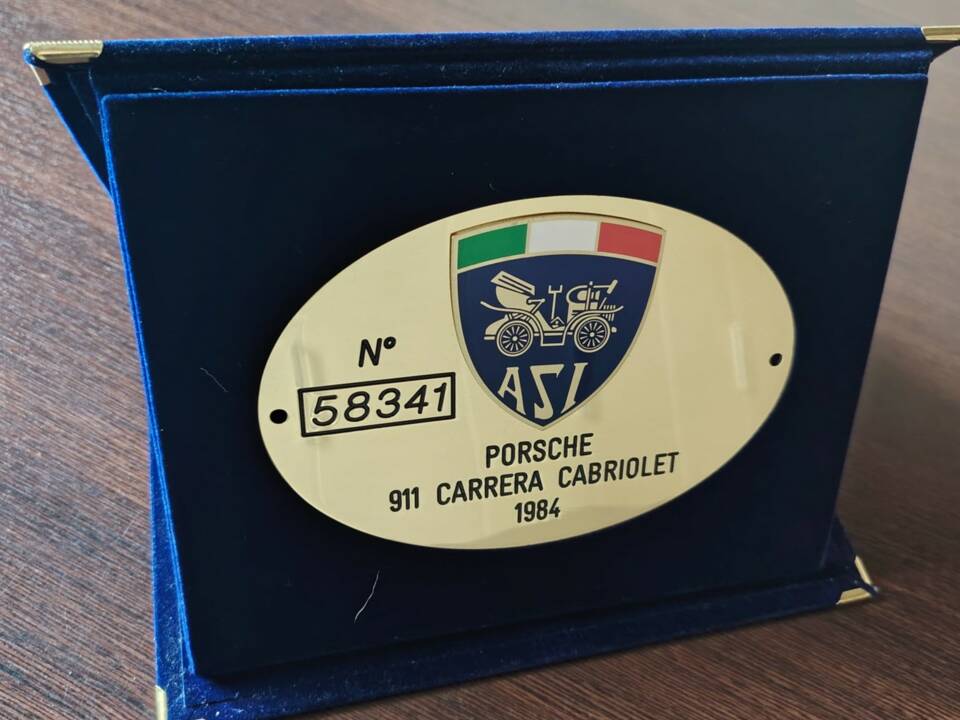 ASI
N°
58341
PORSCHE
911 CARRERA CABRIOLET
1984